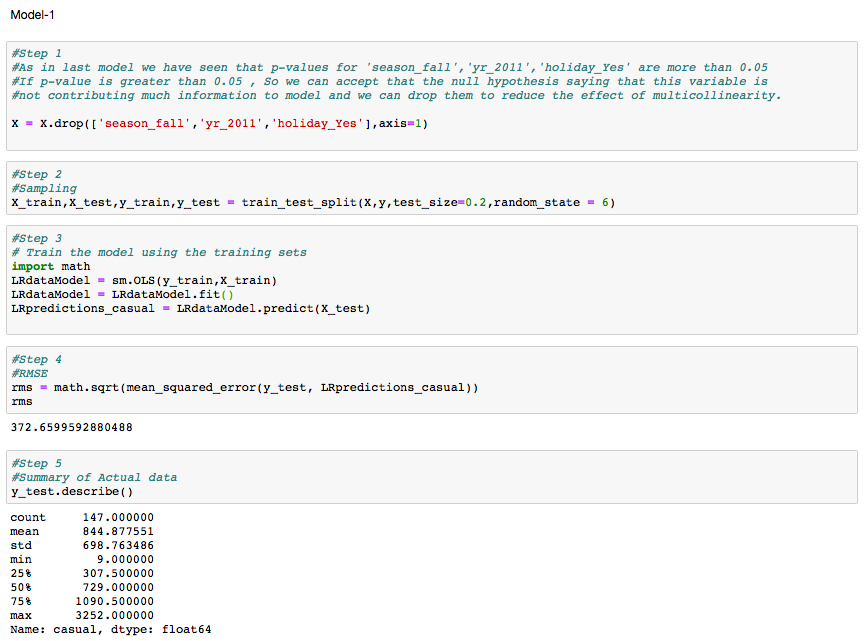 Model-1
#Step 1
#As in last model we have seen that p-values for 'season_fall','yr_2011','holiday_Yes' are more than 0.05
#If p-value is greater than 0.05 , So we can accept that the null hypothesis saying that this variable is
#not contributing much information to model and we can drop them to reduce the effect of multicollinearity.
X = X.drop(['season_fall','yr_2011','holiday_Yes'],axis=1)
#Step 2
#Sampling
X_train,X_test,y_train,y_test = train_test_split(X,y,test_size=0.2,random_state = 6)
#Step 3
# Train the model using the training sets
import math
LRdataModel = sm.OLS(y_train,X_train)
LRdataModel = LRdataModel.fit()
LRpredictions_casual = LRdataModel.predict(X_test)
#Step 4
#RMSE
rms = math.sqrt(mean_squared_error(y_test, LRpredictions_casual))
rms
372.6599592880488
#Step 5
#Summary of Actual data
y_test.describe()
count 147.000000
mean 844.877551
std 698.763486
min 9.000000
25% 307.500000
50% 729.000000
75% 1090.500000
max 3252.000000
Name: casual, dtype: float64